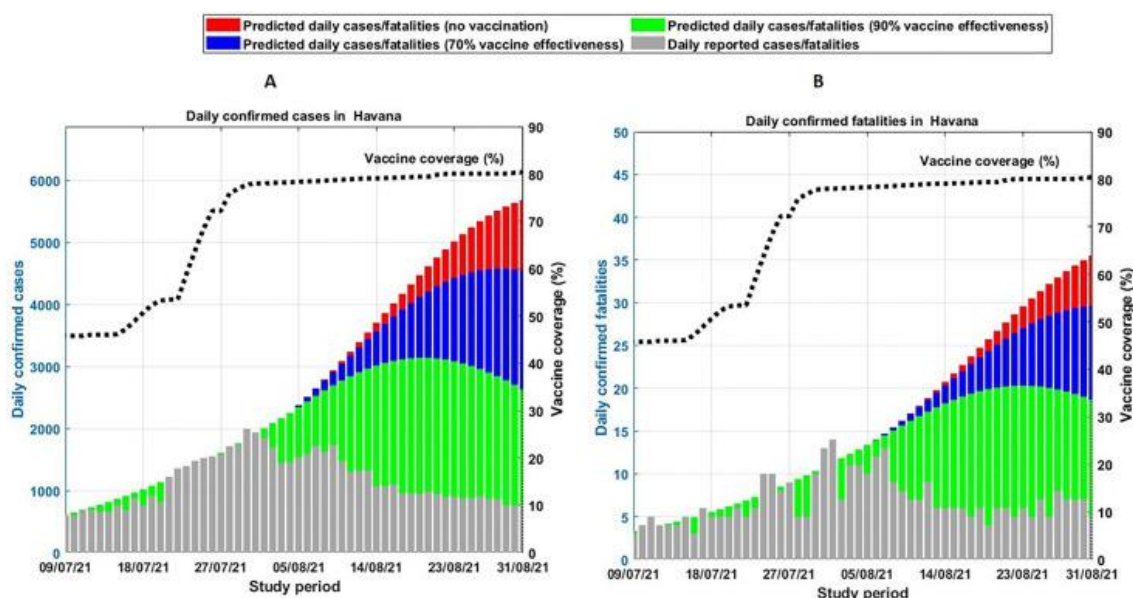 Predicted daily cases/fatalities (no vaccination)
Predicted daily cases/fatalities (90% vaccine effectiveness)
Predicted daily cases/fatalities (70% vaccine effectiveness)
Daily reported cases/fatalities
A
Daily confirmed cases in Havana
Vaccine coverage (%)
Daily confirmed cases
6000
5000
4000
3000
2000
1000
0
90
80
70
60
50
40
30
20
10
0
Vaccine coverage (%)
09/07/21 18/07/21 27/07/21 05/08/21 14/08/21 23/08/21 31/08/21
Study period
B
Daily confirmed fatalities in Havana
Vaccine coverage (%)
Daily confirmed fatalities
50
45
40
35
30
25
20
15
10
5
0
90
80
70
60
50
40
30
20
10
0
Vaccine coverage (%)
09/07/21 18/07/21 27/07/21 05/08/21 14/08/21 23/08/21 31/08/21
Study period